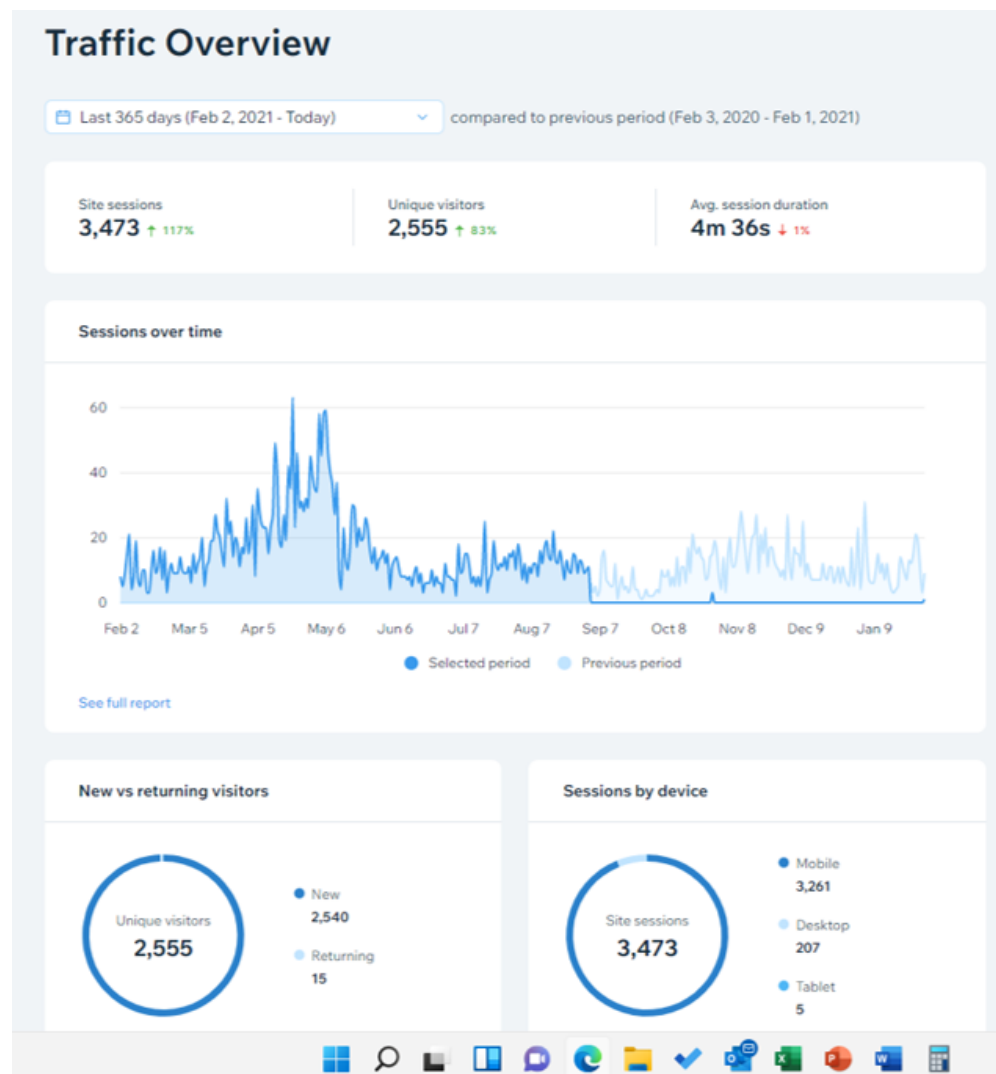 Traffic Overview
Last 365 days (Feb 2, 2021 - Today) compared to previous period (Feb 3, 2020 - Feb 1, 2021)
Site sessions
3,473 ↑ 117%
Unique visitors
2,555 ↑ 83%
Avg. session duration
4m 36s ↓ 1%
Sessions over time
60
40
20
0
Feb 2 Mar 5 Apr 5 May 6 Jun 6 Jul 7 Aug 7 Sep 7 Oct 8 Nov 8 Dec 9 Jan 9
Selected period Previous period
See full report
New vs returning visitors
Unique visitors
2,555
New
2,540
Returning
15
Sessions by device
Site sessions
3,473
Mobile
3,261
Desktop
207
Tablet
5